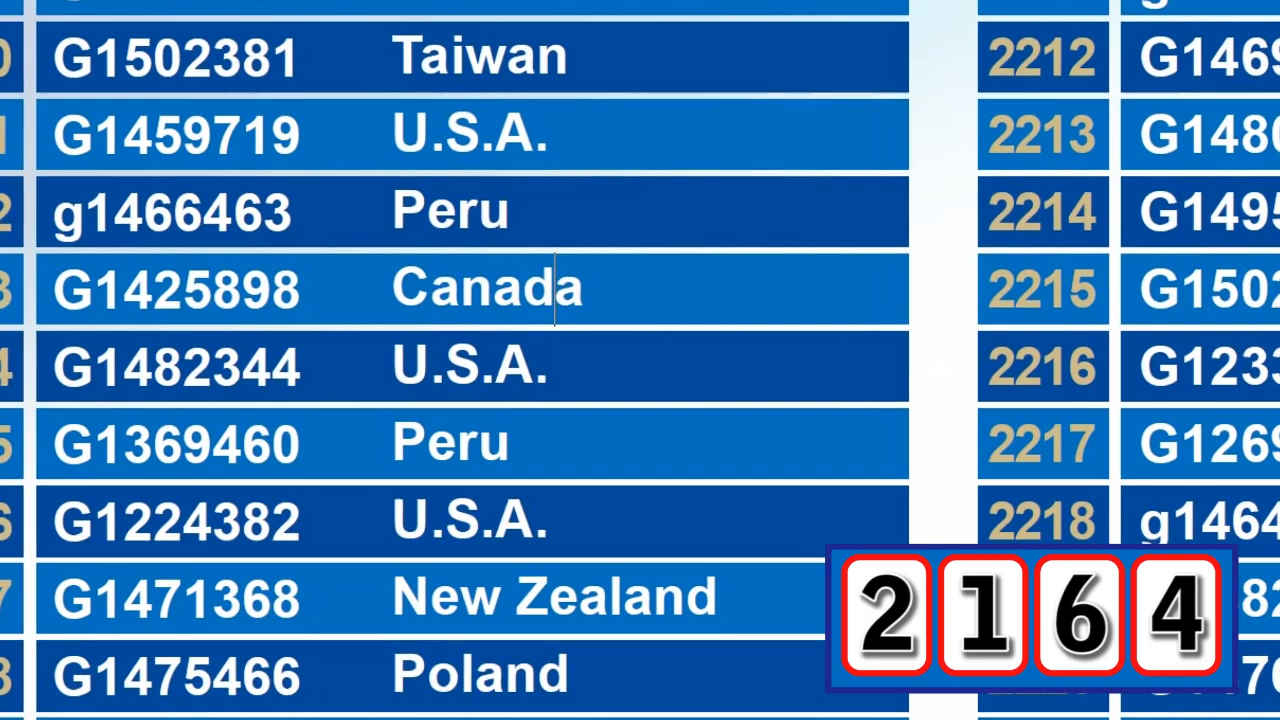 G1502381 Taiwan 2212
G1459719 U.S.A. 2213
g1466463 Peru 2214
G1425898 Canada 2215
G1482344 U.S.A. 2216
G1369460 Peru 2217
G1224382 U.S.A. 2218
G1471368 New Zealand
G1475466 Poland
2164